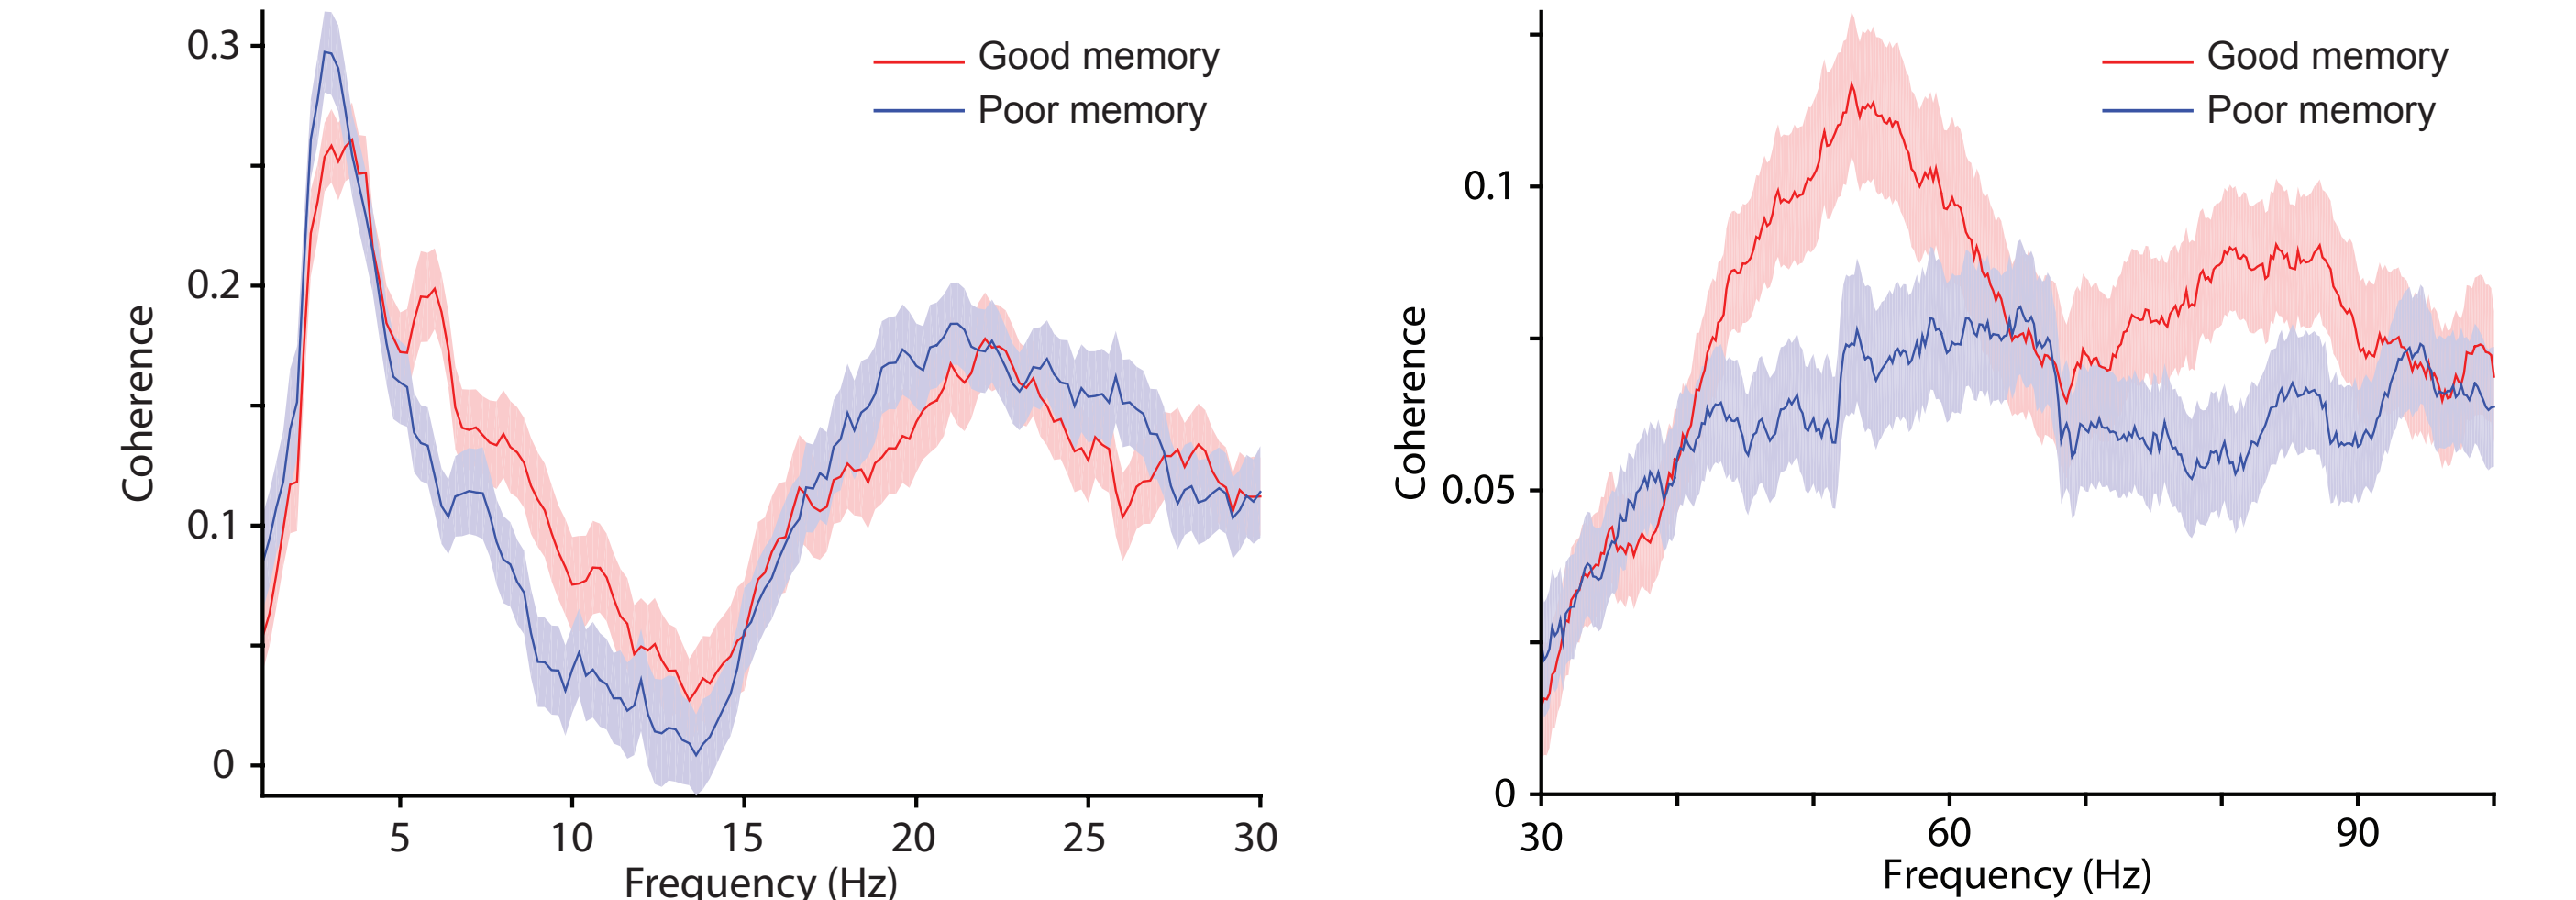 0.3
0.2
0.1
0
Coherence
Good memory
Poor memory
5 10 15 20 25 30
Frequency (Hz)
0.1
0.05
0
Coherence
Good memory
Poor memory
30 60 90
Frequency (Hz)